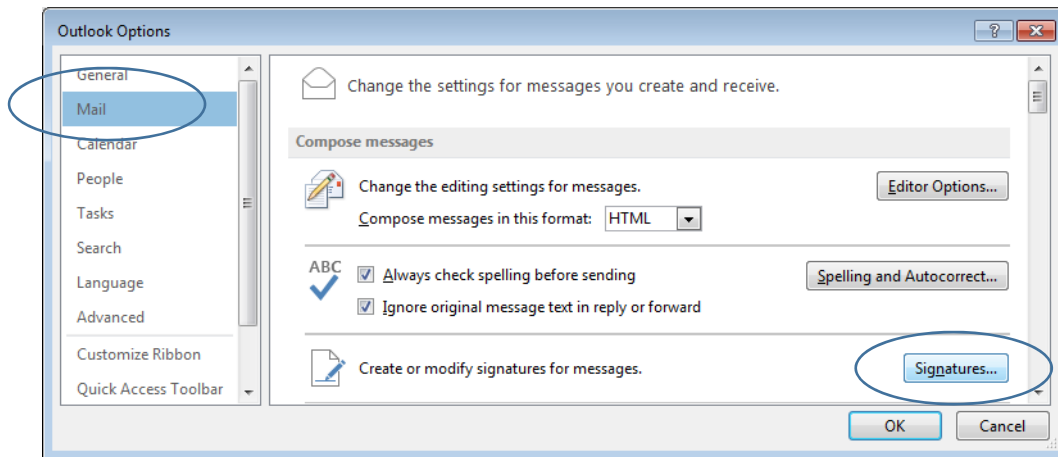 Outlook Options
General
Mail
Calendar
People
Tasks
Search
Language
Advanced
Customize Ribbon
Quick Access Toolbar
Change the settings for messages you create and receive.
Compose messages
Change the editing settings for messages.
Editor Options...
Compose messages in this format: HTML
ABC
Always check spelling before sending
Spelling and Autocorrect...
Ignore original message text in reply or forward
Create or modify signatures for messages.
Signatures...
OK
Cancel